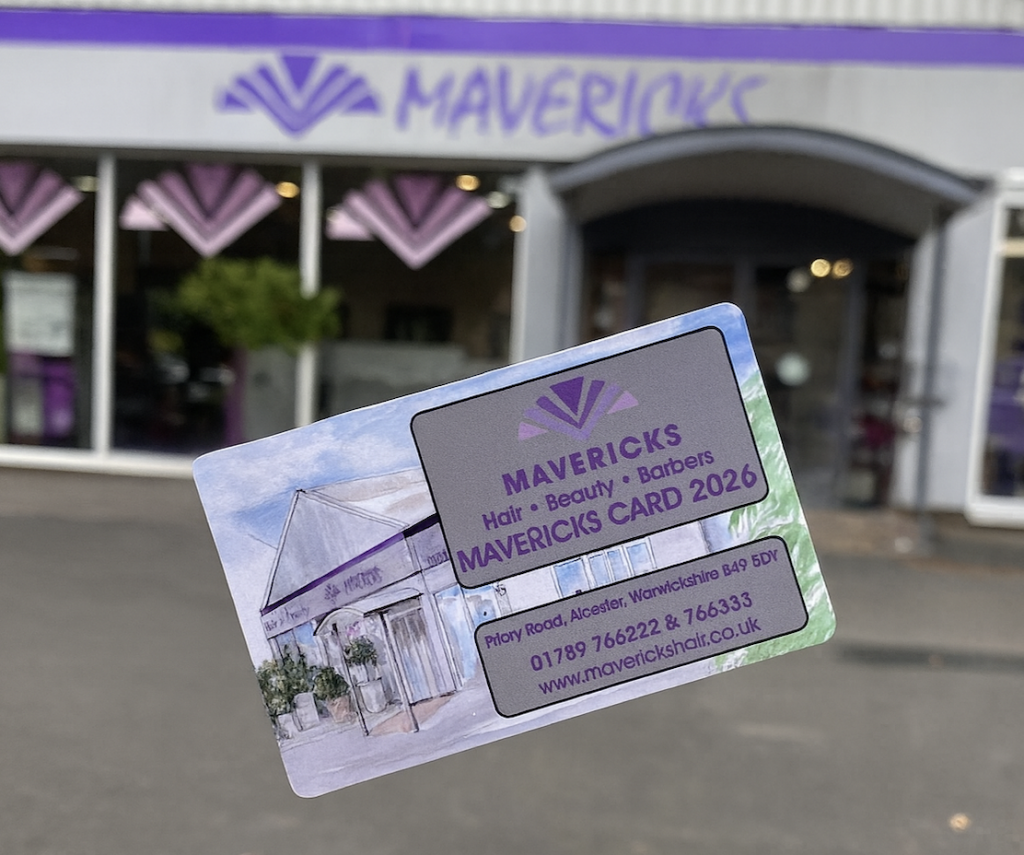 MAVERICKS
MAVERICKS
Hair • Beauty • Barbers
MAVERICKS CARD 2026
MAVERICKS
Priory Road, Alcester, Warwickshire B49 5DY
01789 766222 & 766333
www.mavérickshair.co.uk